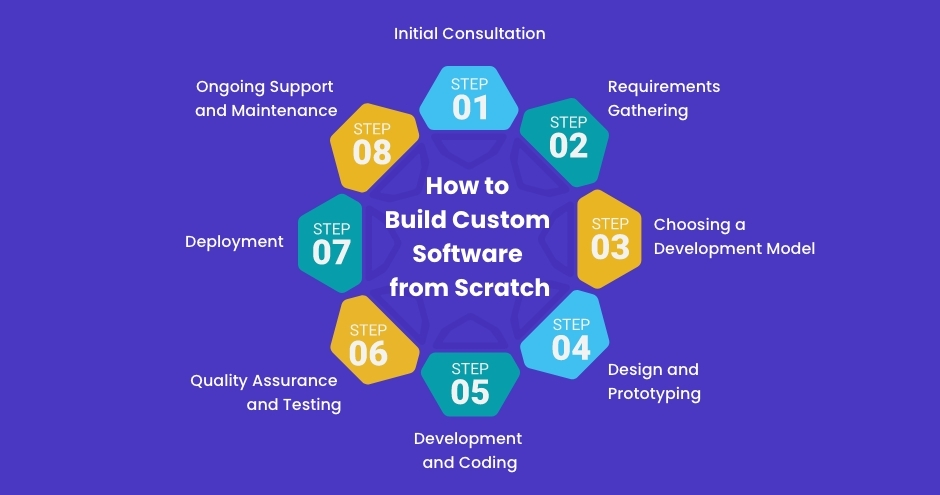 Initial Consultation
STEP
01
Requirements
Gathering
STEP
02
Choosing a
Development Model
STEP
03
Design and
Prototyping
STEP
04
Development
and Coding
STEP
05
Quality Assurance
and Testing
STEP
06
Deployment
STEP
07
Ongoing Support
and Maintenance
STEP
08
How to
Build Custom
Software
from Scratch